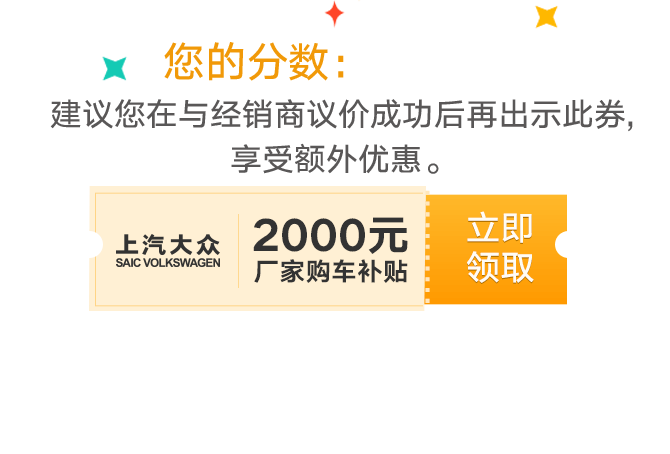 您的分数：
建议您在与经销商议价成功后再出示此券，
享受额外优惠。
上汽大众
SAIC VOLKSWAGEN
2000元
厂家购车补贴
立即
领取